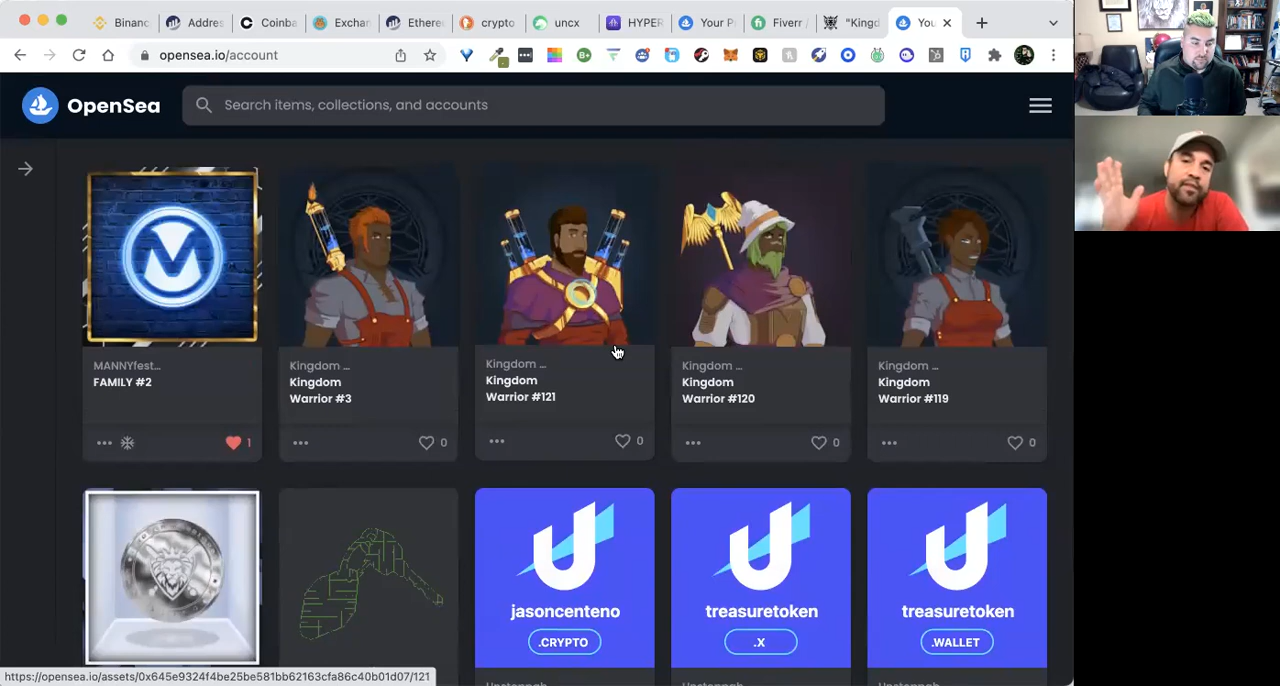 Binanc
Addres
Coinba
Exchan
Ethere
crypto
uncx
HYPER
Your P
Fiverr /
"Kingd
You
opensea.io/account
OpenSea
Search items, collections, and accounts
MANNYfest...
FAMILY #2
1
Kingdom ...
Kingdom
Warrior #3
0
Kingdom ...
Kingdom
Warrior #121
0
Kingdom ...
Kingdom
Warrior #120
0
Kingdom ...
Kingdom
Warrior #119
0
jasoncenteno
.CRYPTO
treasuretoken
.X
treasuretoken
.WALLET
https://opensea.io/assets/0x645e9324f4be25be581bb62163cfa86c40b01d07/121